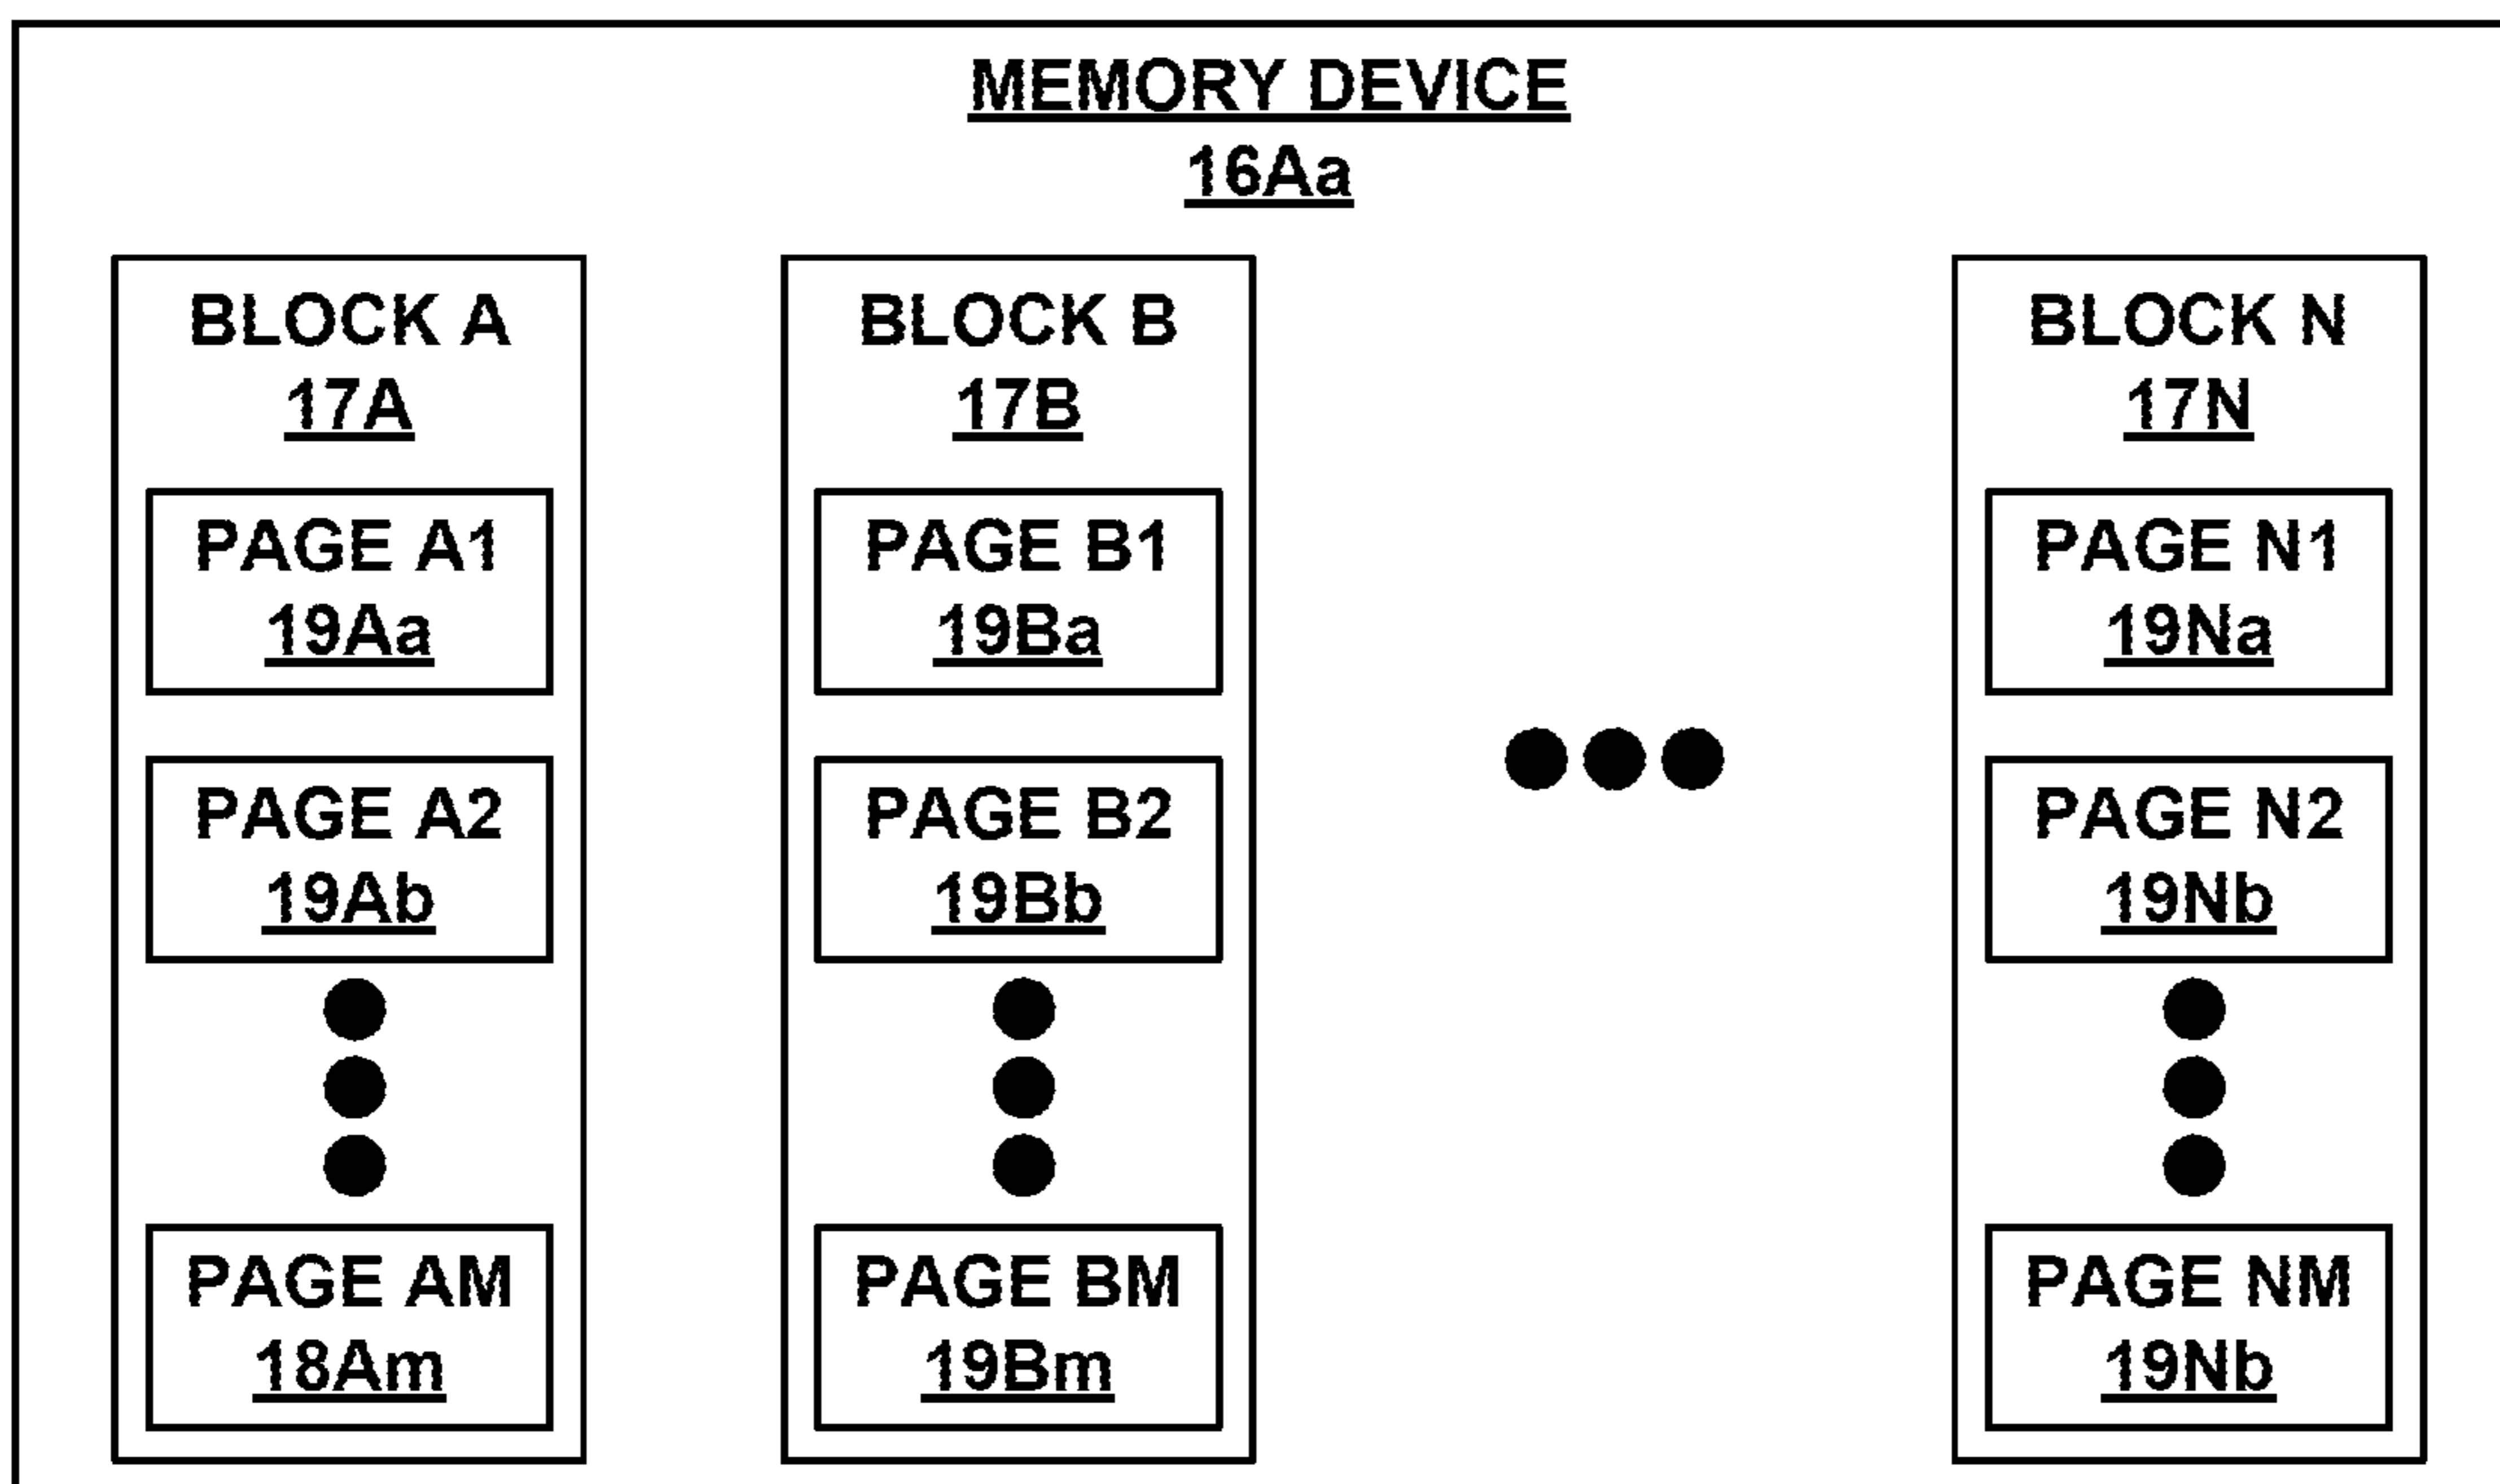 MEMORY DEVICE
16Aa
BLOCK A
17A
PAGE A1
19Aa
PAGE A2
19Ab
PAGE AM
18Am
BLOCK B
17B
PAGE B1
19Ba
PAGE B2
19Bb
PAGE BM
19Bm
BLOCK N
17N
PAGE N1
19Na
PAGE N2
19Nb
PAGE NM
19Nb